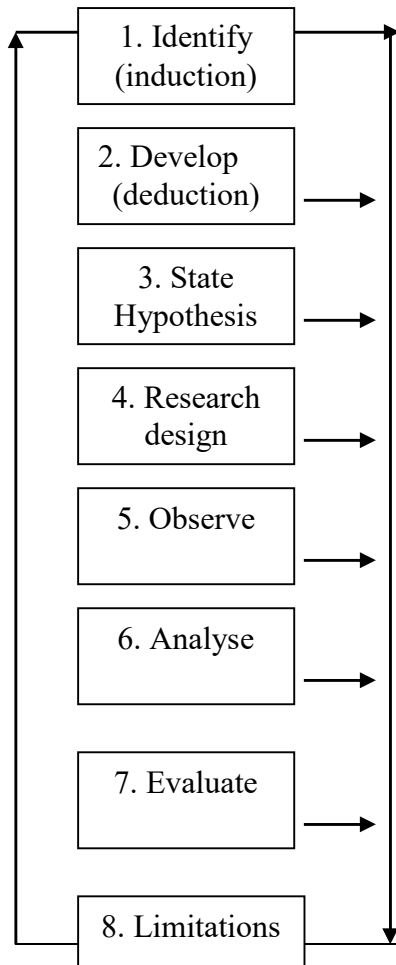 1. Identify
(induction)
2. Develop
(deduction)
3. State
Hypothesis
4. Research
design
5. Observe
6. Analyse
7. Evaluate
8. Limitations